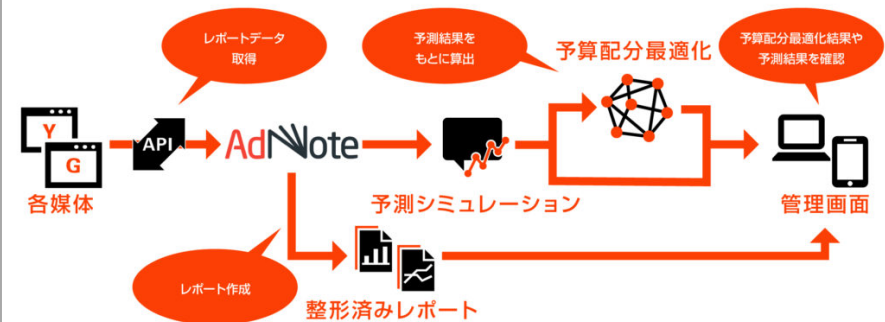 レポートデータ
取得
予測結果を
もとに算出
予算配分最適化
予算配分最適化結果や
予測結果を確認
Y
G
API
AdNote
各媒体
予測シミュレーション
管理画面
レポート作成
整形済みレポート